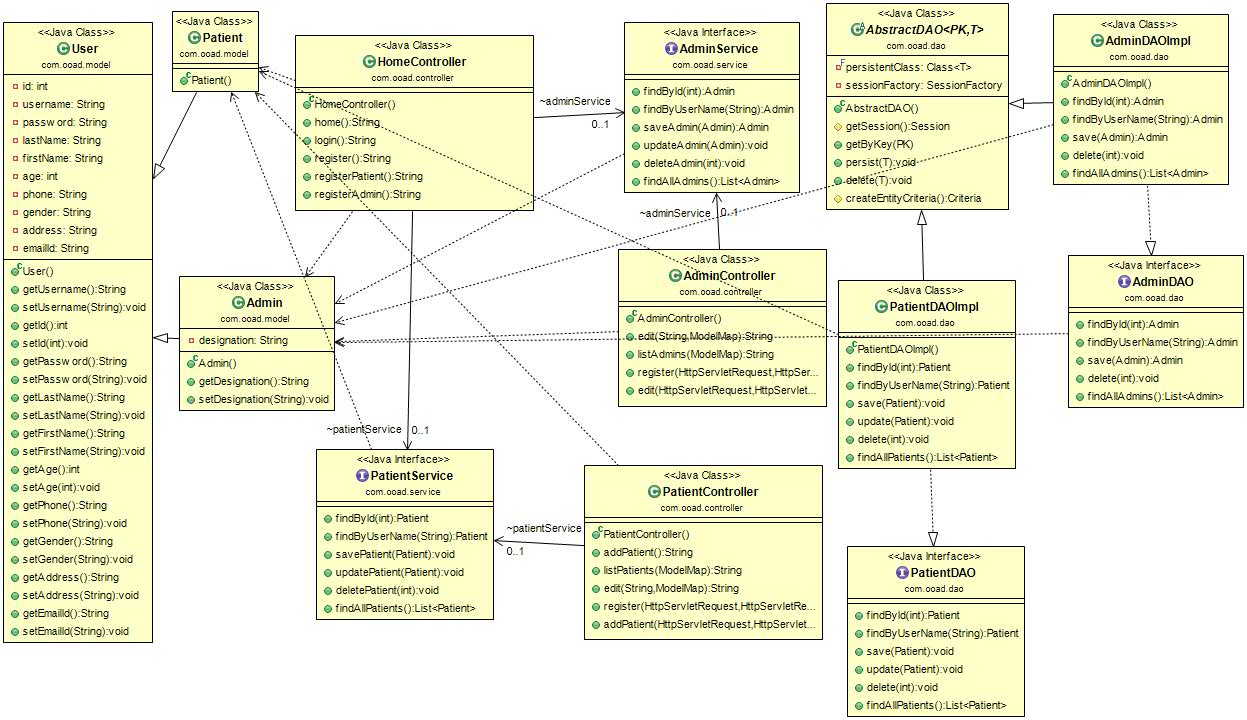 <<Java Class>>
User
com.ooad.model
id: int
username: String
password: String
lastName: String
firstName: String
age: int
phone: String
gender: String
address: String
emailId: String
User()
getUsername():String
setUsername(String):void
getId():int
setId(int):void
getPassword():String
setPassword(String):void
getLastName():String
setLastName(String):void
getFirstName():String
setFirstName(String):void
getAge():int
setAge(int):void
getPhone():String
setPhone(String):void
getGender():String
setGender(String):void
getAddress():String
setAddress(String):void
getEmailId():String
setEmailId(String):void
<<Java Class>>
Patient
com.ooad.model
Patient()
<<Java Class>>
HomeController
com.ooad.controller
HomeController()
home():String
login():String
register():String
registerPatient():String
registerAdmin():String
~adminService
0..1
<<Java Interface>>
AdminService
com.ooad.service
findById(int):Admin
findByUserName(String):Admin
saveAdmin(Admin):Admin
updateAdmin(Admin):void
deleteAdmin(int):void
findAllAdmins():List<Admin>
<<Java Class>>
AbstractDAO<PK,T>
com.ooad.dao
persistentClass: Class<T>
sessionFactory: SessionFactory
AbstractDAO()
getSession():Session
getByKey(PK)
persist(T):void
delete(T):void
createEntityCriteria():Criteria
<<Java Class>>
AdminDAOImpl
com.ooad.dao
AdminDAOImpl()
findById(int):Admin
findByUserName(String):Admin
save(Admin):Admin
delete(int):void
findAllAdmins():List<Admin>
~adminService
0..1
<<Java Class>>
Admin
com.ooad.model
designation: String
Admin()
getDesignation():String
setDesignation(String):void
<<Java Class>>
AdminController
com.ooad.controller
AdminController()
edit(String,ModelMap):String
listAdmins(ModelMap):String
register(HttpServletRequest,HttpSer...
edit(HttpServletRequest,HttpServlet...
<<Java Class>>
PatientDAOImpl
com.ooad.dao
PatientDAOImpl()
findById(int):Patient
findByUserName(String):Patient
save(Patient):void
update(Patient):void
delete(int):void
findAllPatients():List<Patient>
<<Java Interface>>
AdminDAO
com.ooad.dao
findById(int):Admin
findByUserName(String):Admin
save(Admin):Admin
delete(int):void
findAllAdmins():List<Admin>
~patientService
0..1
<<Java Interface>>
PatientService
com.ooad.service
findById(int):Patient
findByUserName(String):Patient
savePatient(Patient):void
updatePatient(Patient):void
deletePatient(int):void
findAllPatients():List<Patient>
~patientService
0..1
<<Java Class>>
PatientController
com.ooad.controller
PatientController()
addPatient():String
listPatients(ModelMap):String
edit(String,ModelMap):String
register(HttpServletRequest,HttpServletRe...
addPatient(HttpServletRequest,HttpServlet...
<<Java Interface>>
PatientDAO
com.ooad.dao
findById(int):Patient
findByUserName(String):Patient
save(Patient):void
update(Patient):void
delete(int):void
findAllPatients():List<Patient>